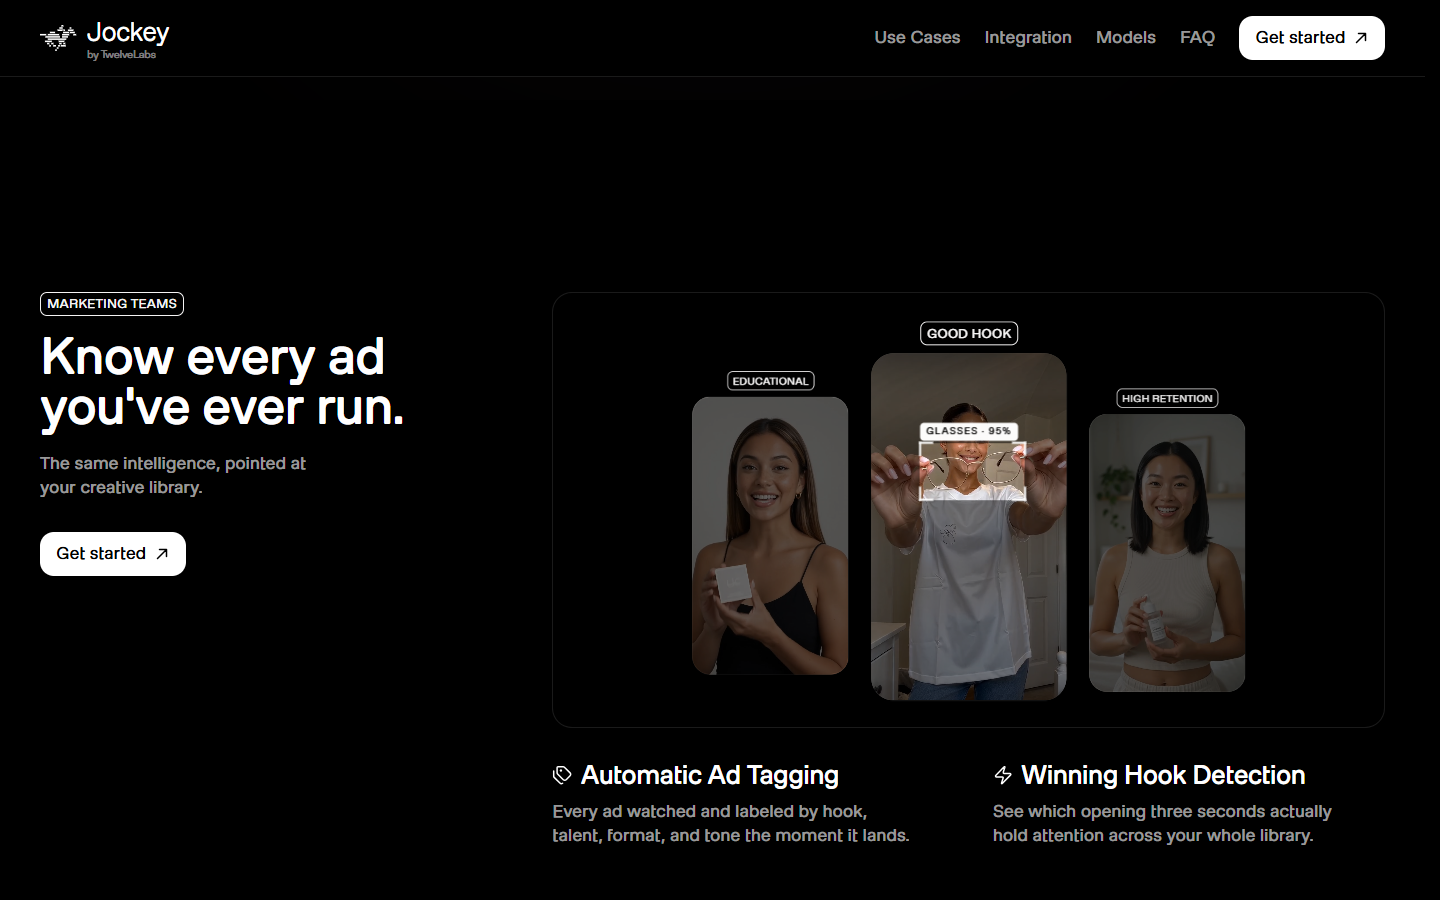 Jockey
by TwelveLabs
Use Cases
Integration
Models
FAQ
Get started
MARKETING TEAMS
Know every ad
you've ever run.
The same intelligence, pointed at
your creative library.
Get started
EDUCATIONAL
GOOD HOOK
GLASSES - 95%
HIGH RETENTION
Automatic Ad Tagging
Every ad watched and labeled by hook,
talent, format, and tone the moment it lands.
Winning Hook Detection
See which opening three seconds actually
hold attention across your whole library.